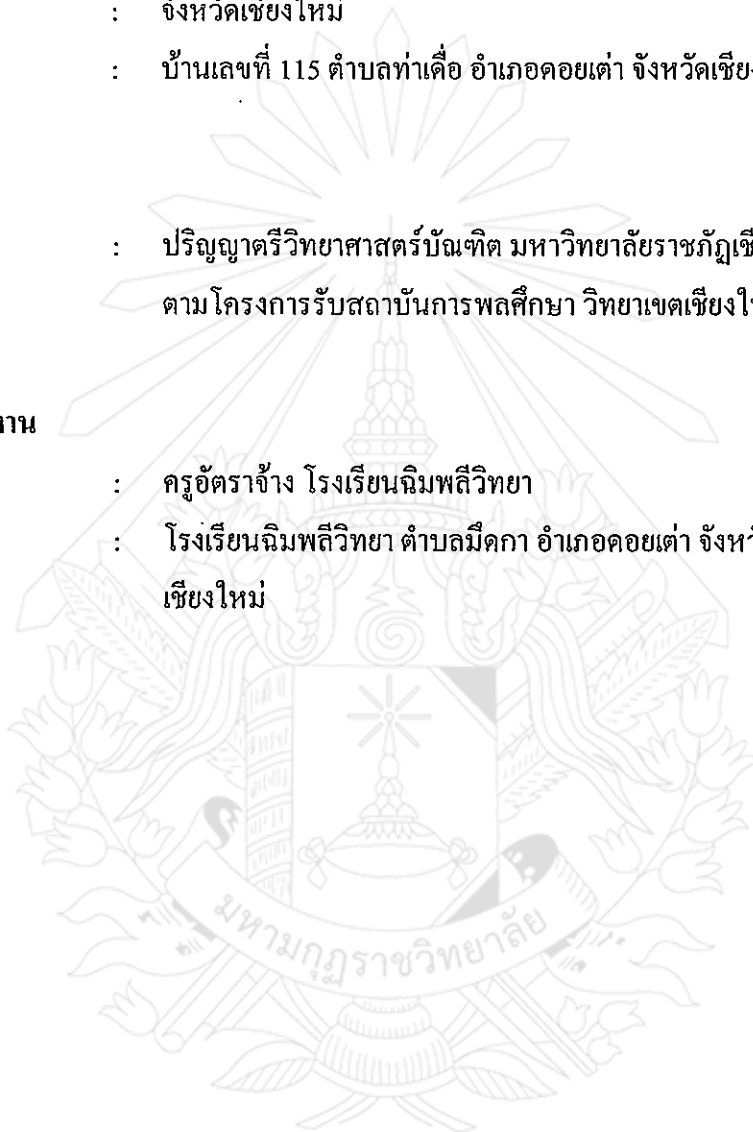 : จังหวัดเชียงใหม่
: บ้านเลขที่ 115 ตำบลท่าเดื่อ อำเภอดอยเต่า จังหวัดเชีย
: ปริญญาตรีวิทยาศาสตร์บัณฑิต มหาวิทยาลัยราชภัฏเชี
ตามโครงการรับสถาบันการพลศึกษา วิทยาเขตเชียงให
งาน
: ครูอัตราจ้าง โรงเรียนฉิมพลีวิทยา
: โรงเรียนฉิมพลีวิทยา ตำบลมืดกา อำเภอดอยเต่า จังหว
เชียงใหม่
มหามกุฏราชวิทยาลัย